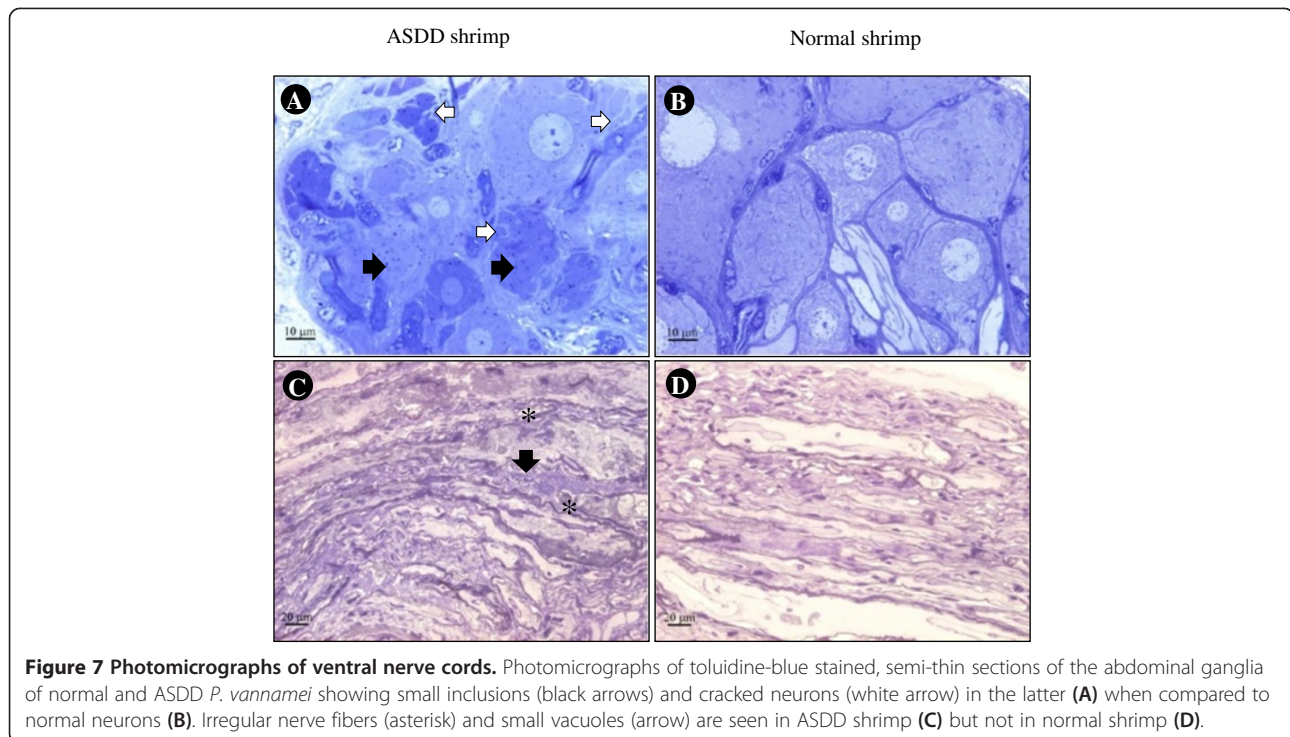 ASDD shrimp Normal shrimp
A B
10 µm 10 µm
C D
* 
*
20 µm 20 µm
Figure 7 Photomicrographs of ventral nerve cords. Photomicrographs of toluidine-blue stained, semi-thin sections of the abdominal ganglia
of normal and ASDD P. vannamei showing small inclusions (black arrows) and cracked neurons (white arrow) in the latter (A) when compared to
normal neurons (B). Irregular nerve fibers (asterisk) and small vacuoles (arrow) are seen in ASDD shrimp (C) but not in normal shrimp (D).